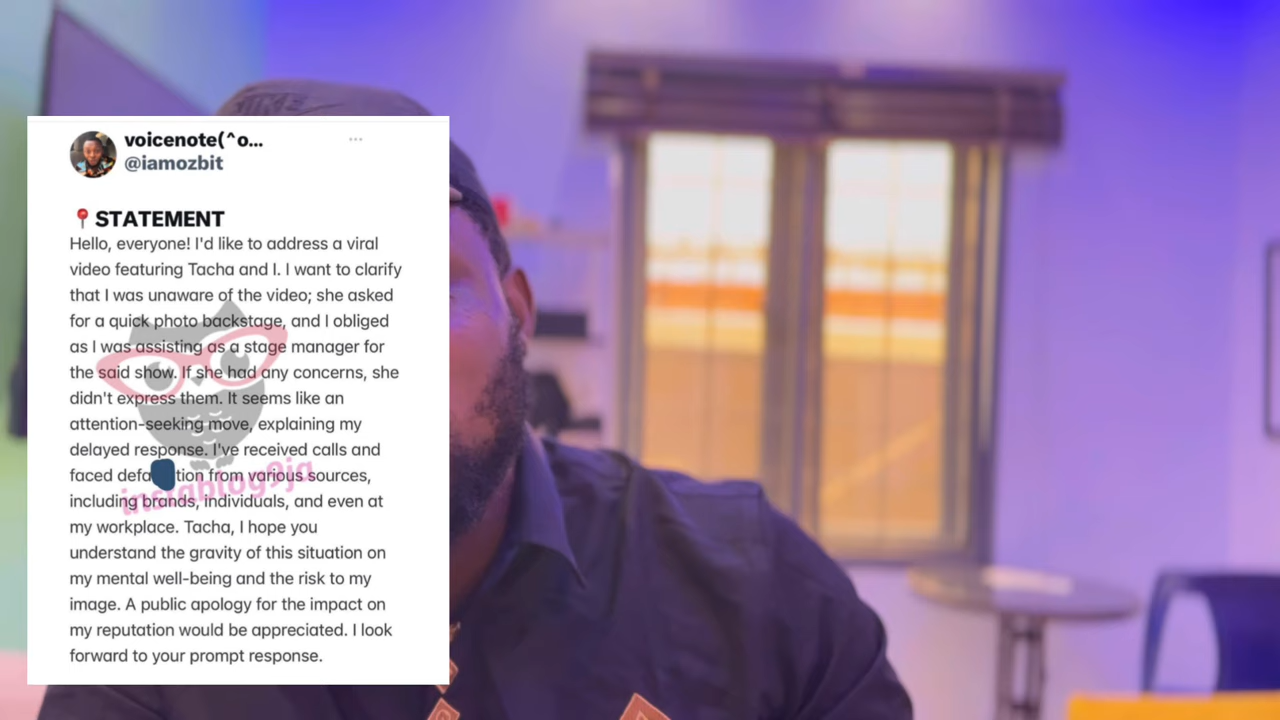 voicenote(^o...
@iamozbit
📍STATEMENT
Hello, everyone! I'd like to address a viral
video featuring Tacha and I. I want to clarify
that I was unaware of the video; she asked
for a quick photo backstage, and I obliged
as I was assisting as a stage manager for
the said show. If she had any concerns, she
didn't express them. It seems like an
attention-seeking move, explaining my
delayed response. I've received calls and
faced defa tion from various sources,
including brands, individuals, and even at
my workplace. Tacha, I hope you
understand the gravity of this situation on
my mental well-being and the risk to my
image. A public apology for the impact on
my reputation would be appreciated. I look
forward to your prompt response.
instablog9ja